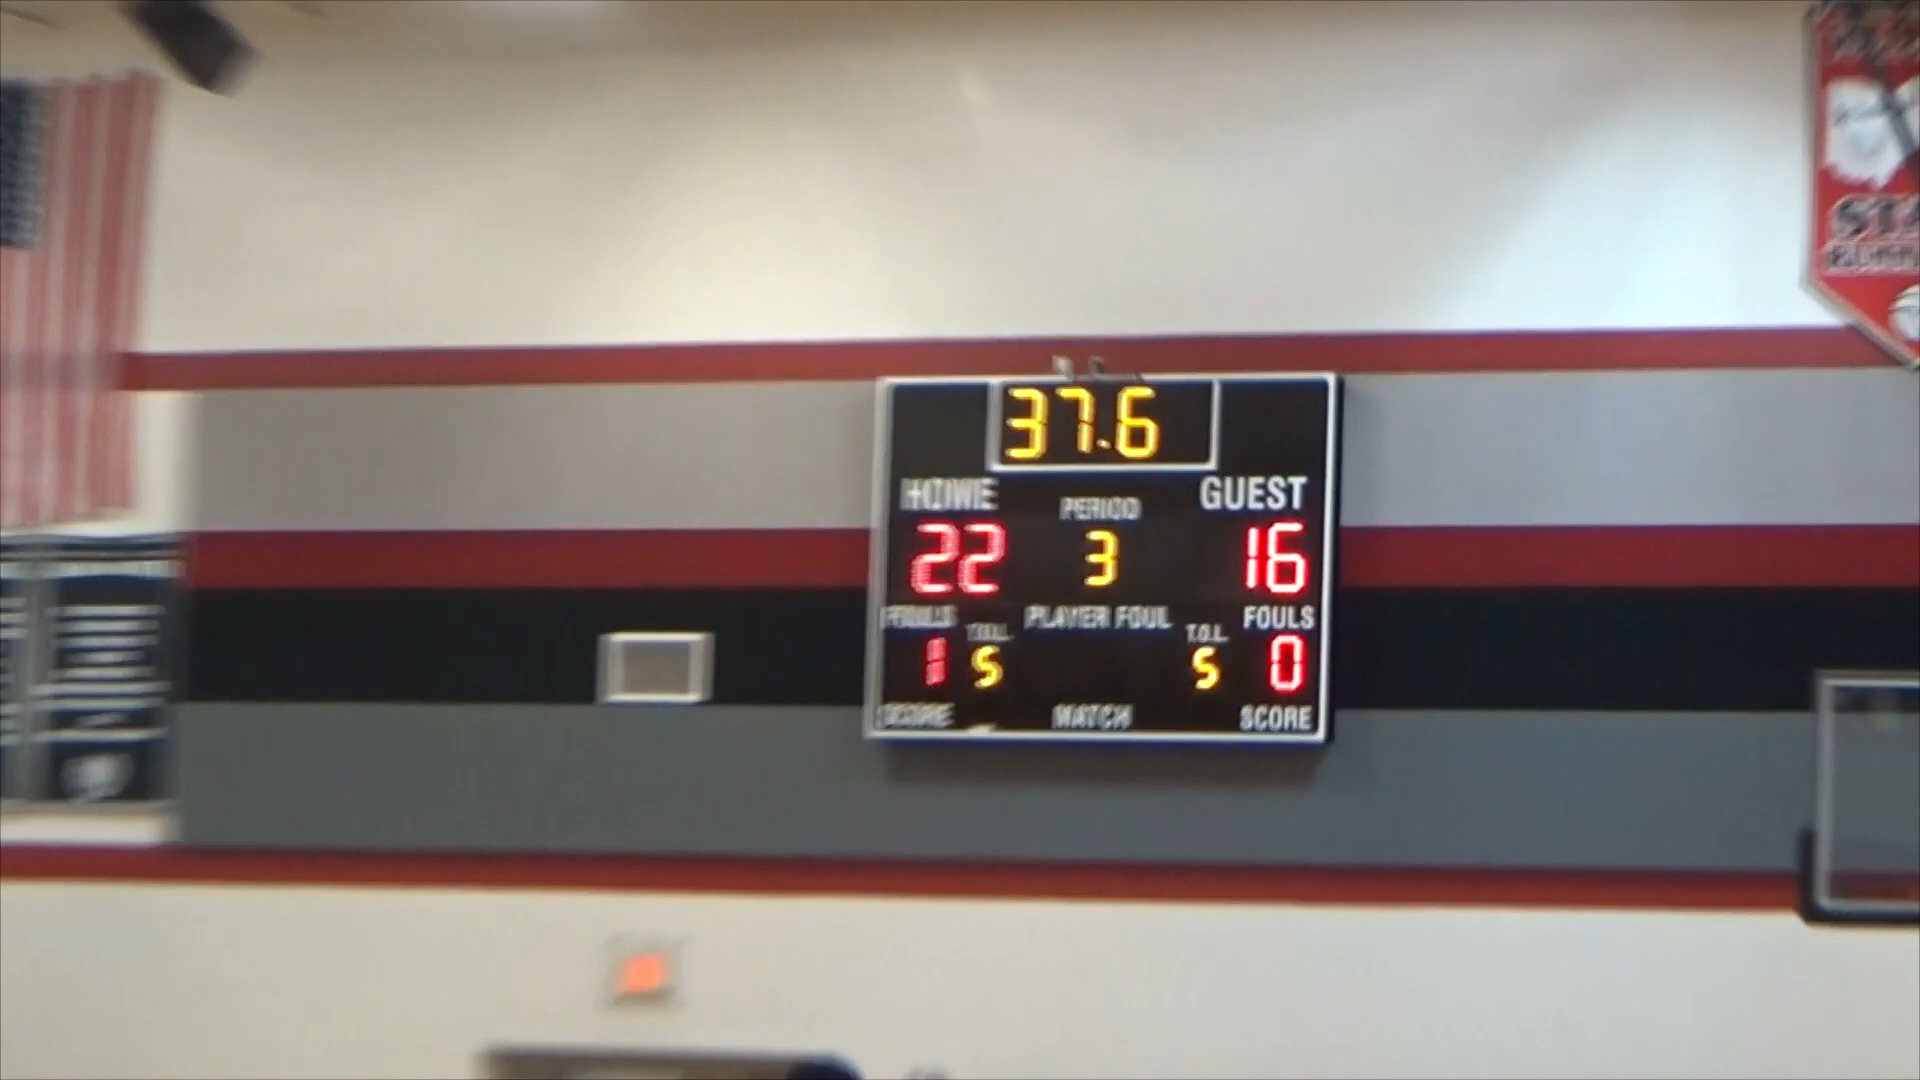 37.6
HOME PERIOD GUEST
22 3 16
FOULS T.O.L. PLAYER FOUL T.O.L. FOULS
1 5 5 0
SCORE MATCH SCORE